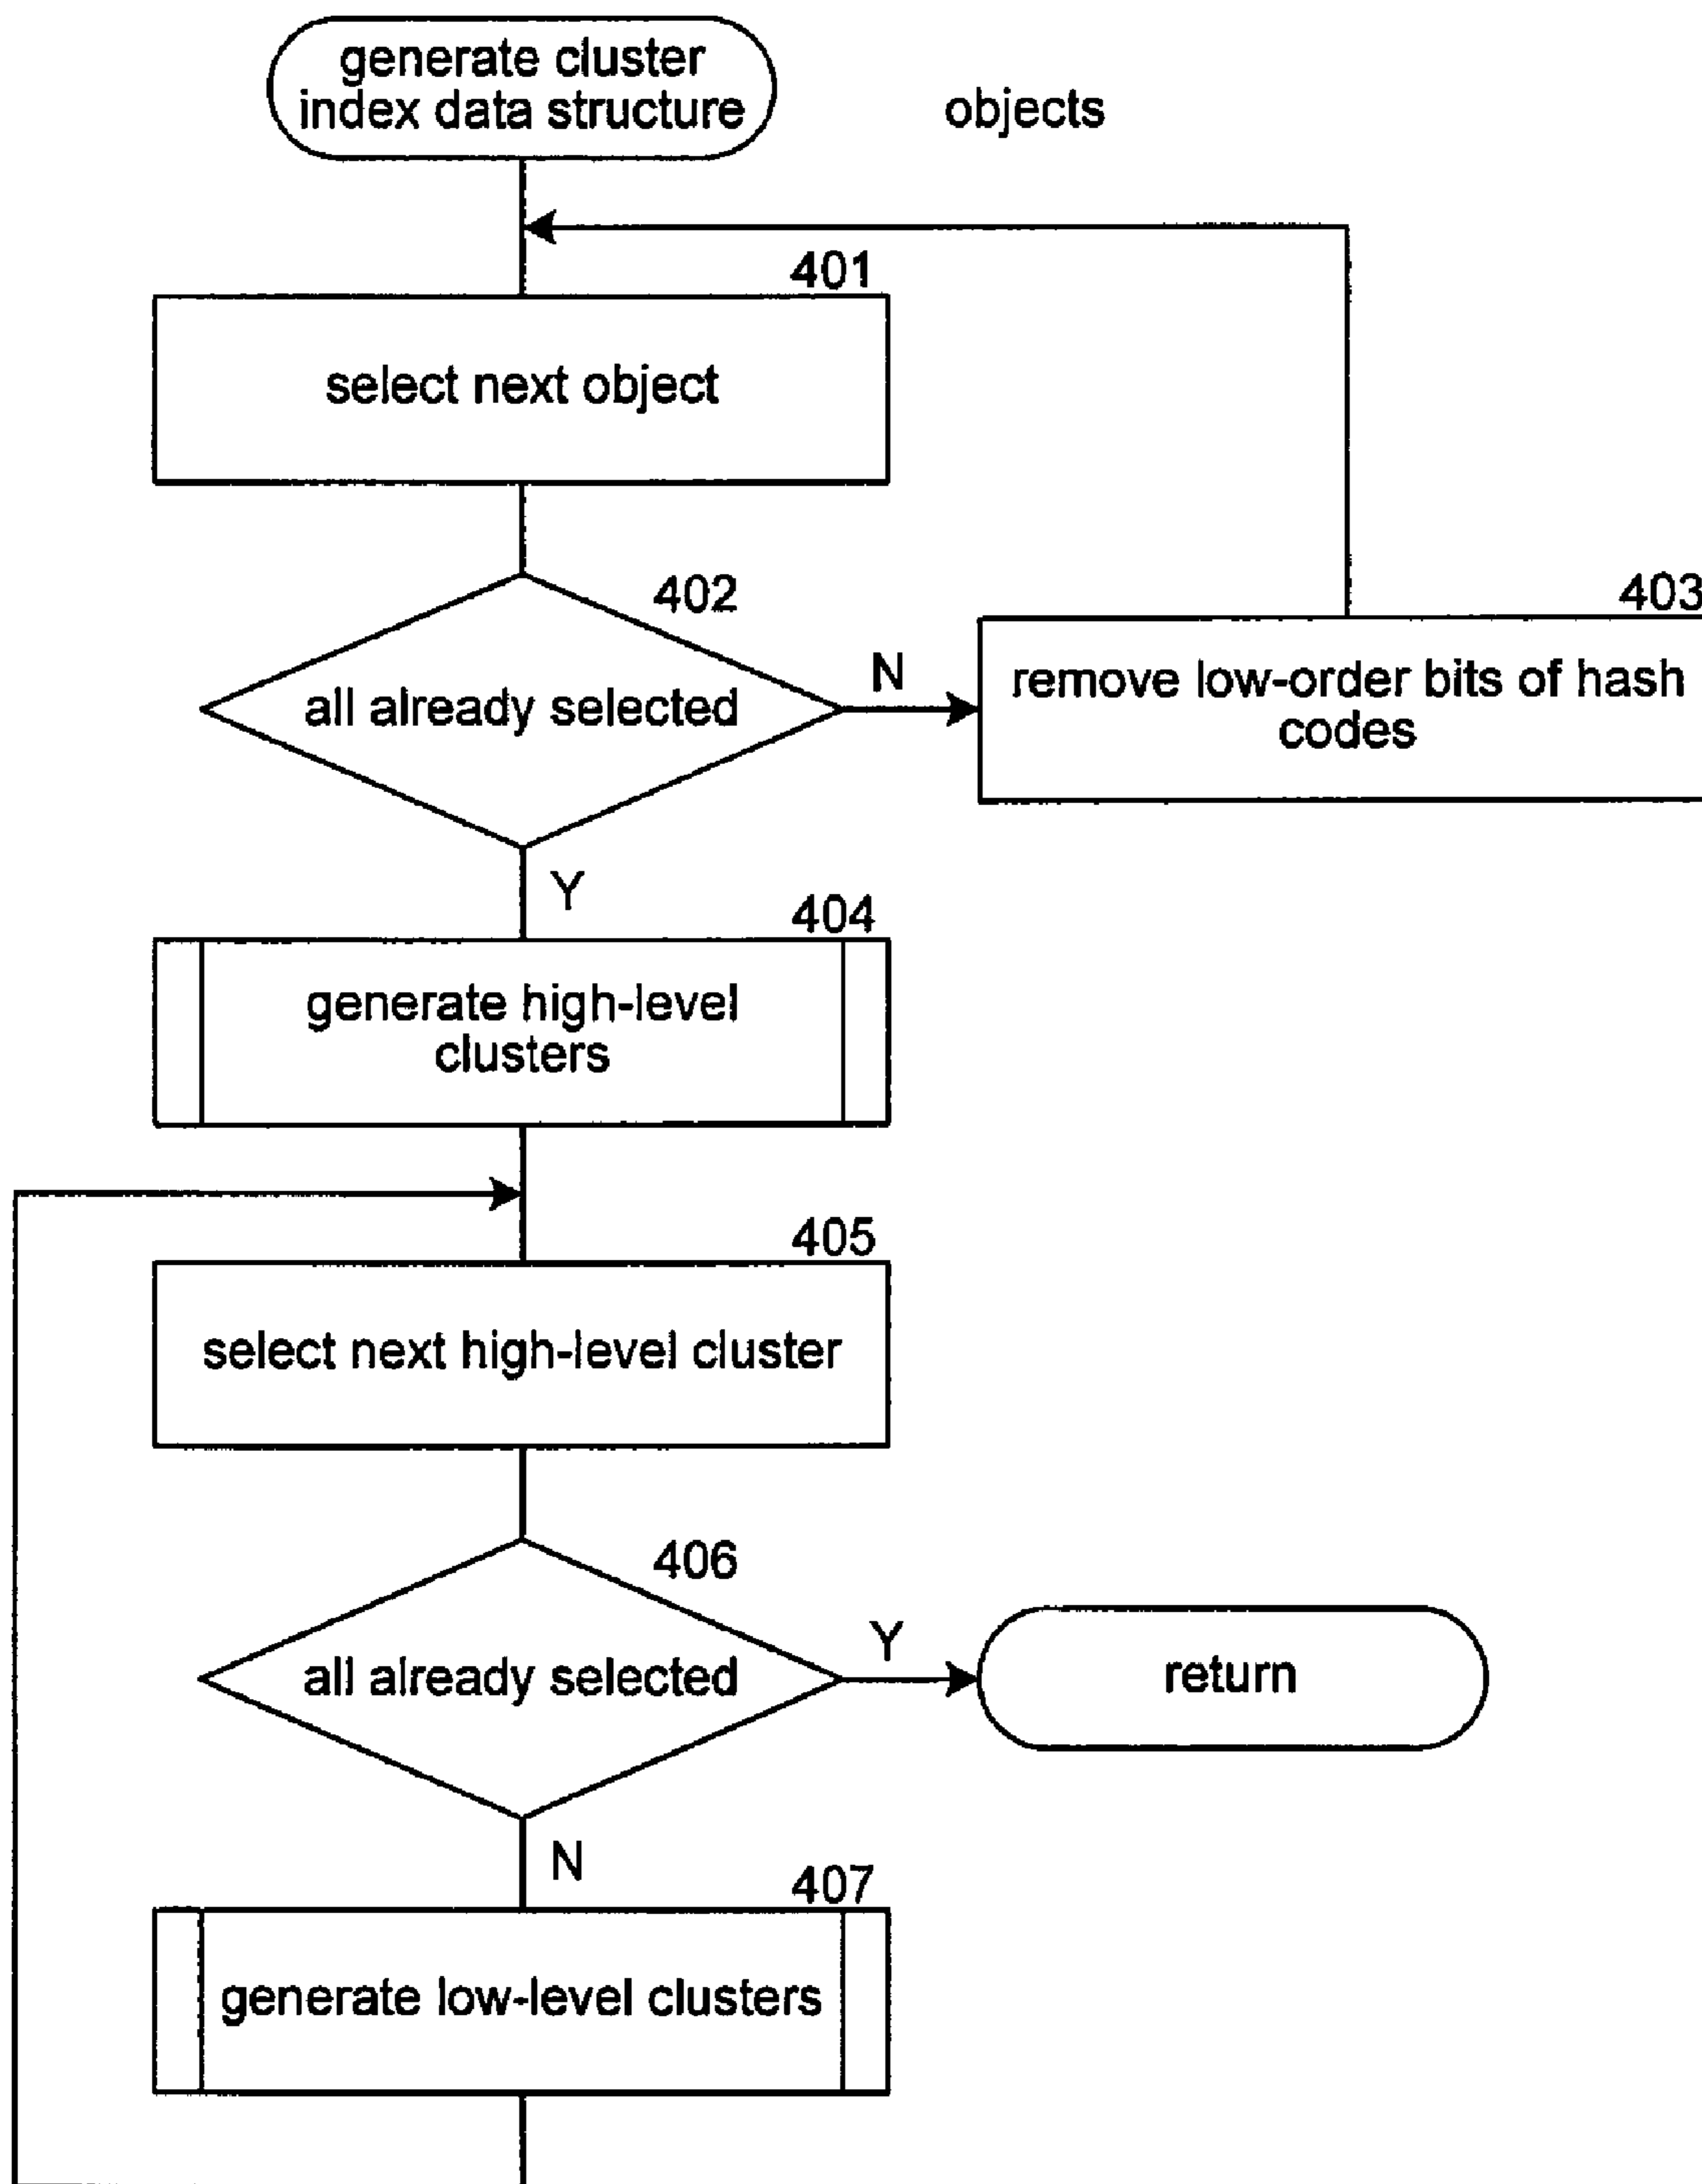 generate cluster
index data structure
objects
401
select next object
402
all already selected
N
403
remove low-order bits of hash
codes
Y
404
generate high-level
clusters
405
select next high-level cluster
406
all already selected
Y
return
N
407
generate low-level clusters